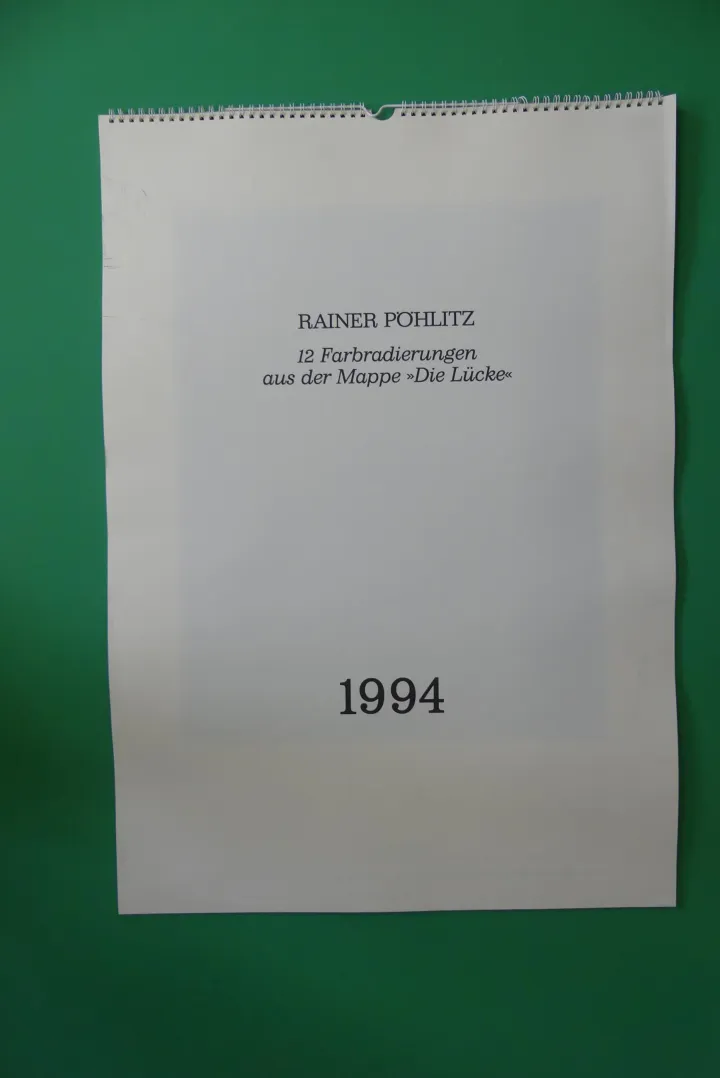 RAINER PÖHLITZ
12 Farbradierungen
aus der Mappe »Die Lücke«
1994